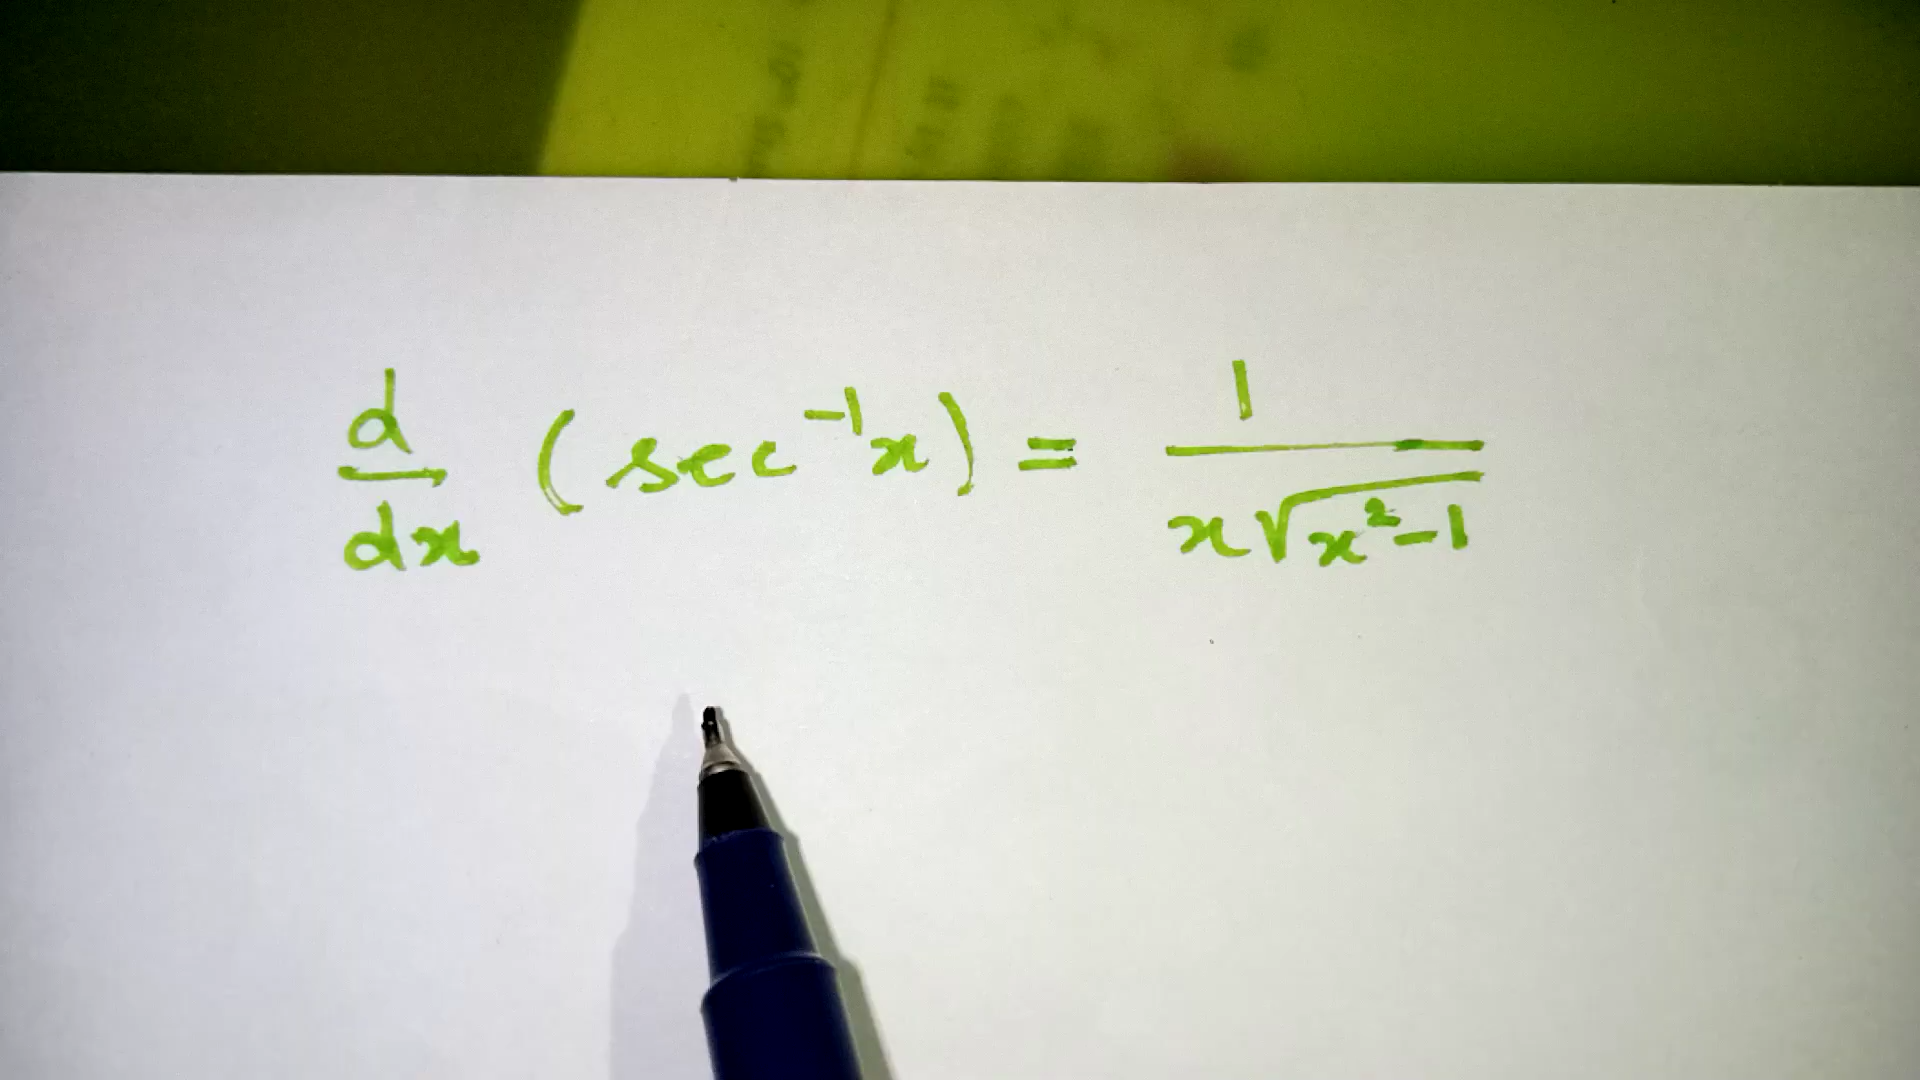 d/dx (sec⁻¹x) = 1/(x√(x²-1))